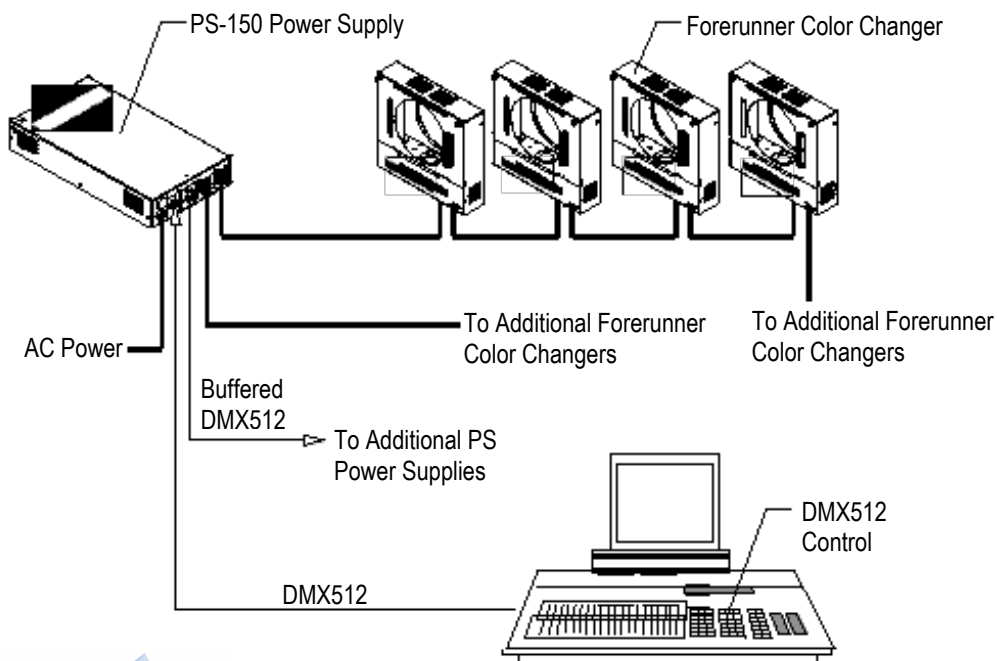 PS-150 Power Supply
Forerunner Color Changer
AC Power
To Additional Forerunner
Color Changers
To Additional Forerunner
Color Changers
Buffered
DMX512
To Additional PS
Power Supplies
DMX512
Control
DMX512